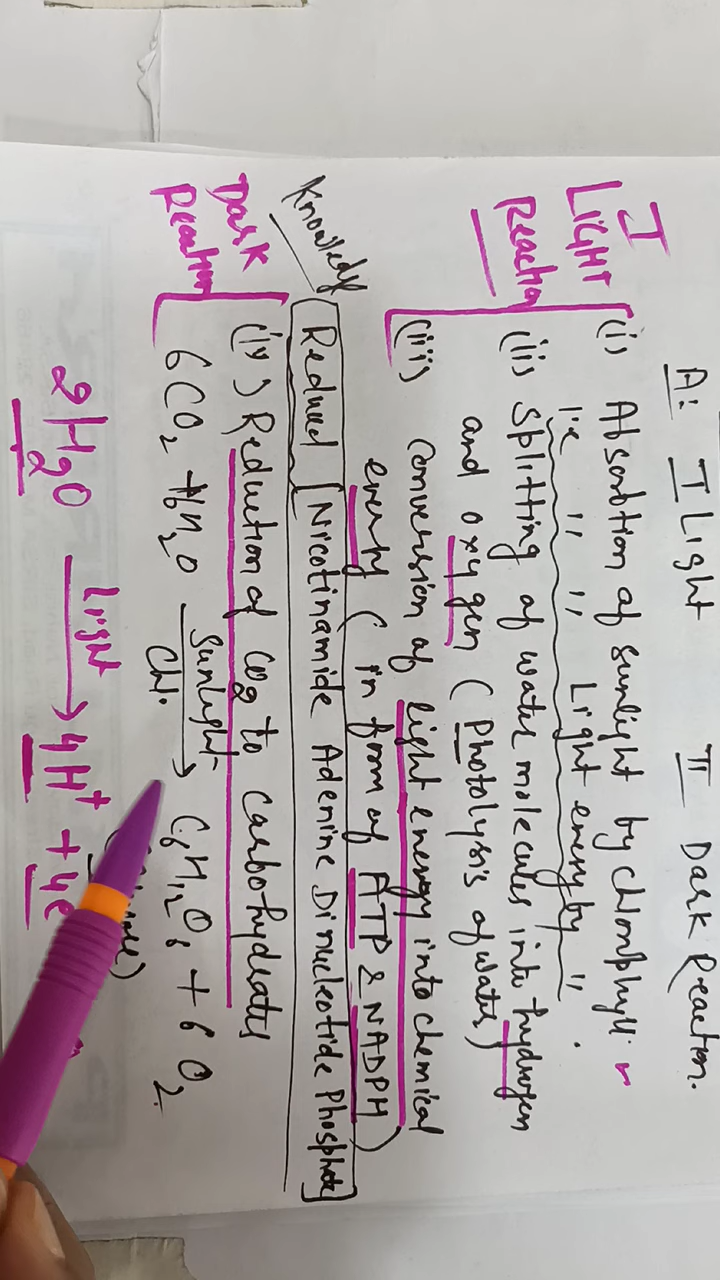 A: I Light II Dark Reaction.
I LIGHT Reaction
(i) Absorbtion of sunlight by chlorophyll.
i.e " " " Light energy by ".
(ii) Splitting of water molecules into hydrogen
and oxygen (Photolysis of water)
(iii) Conversion of light energy into chemical
energy (in form of ATP & NADPH)
Knowledge
Reduced [Nicotinamide Adenine Dinucleotide Phosphate]
Dark Reaction
(iv) Reduction of CO2 to carbohydrates
6CO2 + 6H2O Sunlight Chl. → C6H12O6 + 6O2.
2H2O Light → 4H+ + 4e